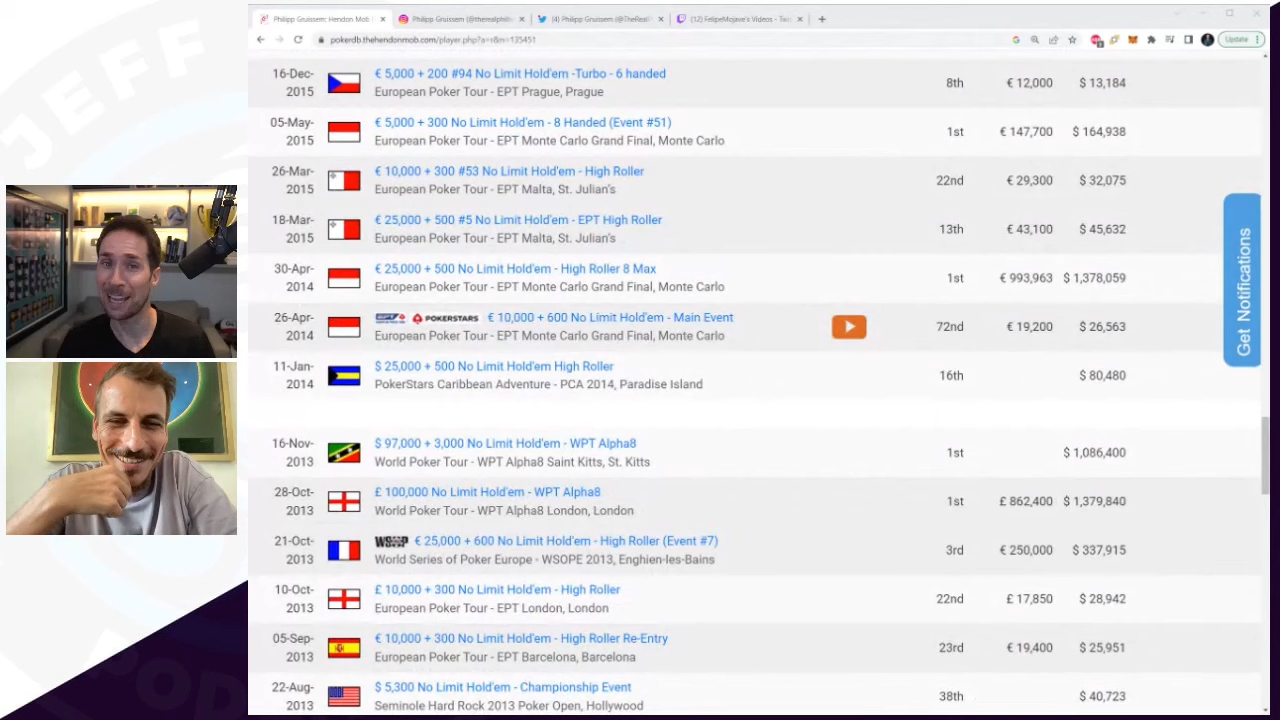 JEFF
POD
Philipp Gruissem: Hendon Mob
Philipp Gruissem (@therealphilb
(4) Philipp Gruissem (@TheReal
(12) FelipeMojave's Videos - Twi
pokerdb.thehendonmob.com/player.php?a=r&n=135451
Update
16-Dec-2015 € 5,000 + 200 #94 No Limit Hold'em -Turbo - 6 handed 8th € 12,000 $ 13,184
European Poker Tour - EPT Prague, Prague
05-May-2015 € 5,000 + 300 No Limit Hold'em - 8 Handed (Event #51) 1st € 147,700 $ 164,938
European Poker Tour - EPT Monte Carlo Grand Final, Monte Carlo
26-Mar-2015 € 10,000 + 300 #53 No Limit Hold'em - High Roller 22nd € 29,300 $ 32,075
European Poker Tour - EPT Malta, St. Julian's
18-Mar-2015 € 25,000 + 500 #5 No Limit Hold'em - EPT High Roller 13th € 43,100 $ 45,632
European Poker Tour - EPT Malta, St. Julian's
30-Apr-2014 € 25,000 + 500 No Limit Hold'em - High Roller 8 Max 1st € 993,963 $ 1,378,059
European Poker Tour - EPT Monte Carlo Grand Final, Monte Carlo
26-Apr-2014 POKERSTARS € 10,000 + 600 No Limit Hold'em - Main Event 72nd € 19,200 $ 26,563
European Poker Tour - EPT Monte Carlo Grand Final, Monte Carlo
11-Jan-2014 $ 25,000 + 500 No Limit Hold'em High Roller 16th $ 80,480
PokerStars Caribbean Adventure - PCA 2014, Paradise Island
16-Nov-2013 $ 97,000 + 3,000 No Limit Hold'em - WPT Alpha8 1st $ 1,086,400
World Poker Tour - WPT Alpha8 Saint Kitts, St. Kitts
28-Oct-2013 £ 100,000 No Limit Hold'em - WPT Alpha8 1st £ 862,400 $ 1,379,840
World Poker Tour - WPT Alpha8 London, London
21-Oct-2013 WSOP € 25,000 + 600 No Limit Hold'em - High Roller (Event #7) 3rd € 250,000 $ 337,915
World Series of Poker Europe - WSOPE 2013, Enghien-les-Bains
10-Oct-2013 £ 10,000 + 300 No Limit Hold'em - High Roller 22nd £ 17,850 $ 28,942
European Poker Tour - EPT London, London
05-Sep-2013 € 10,000 + 300 No Limit Hold'em - High Roller Re-Entry 23rd € 19,400 $ 25,951
European Poker Tour - EPT Barcelona, Barcelona
22-Aug-2013 $ 5,300 No Limit Hold'em - Championship Event 38th $ 40,723
Seminole Hard Rock 2013 Poker Open, Hollywood
Get Notifications